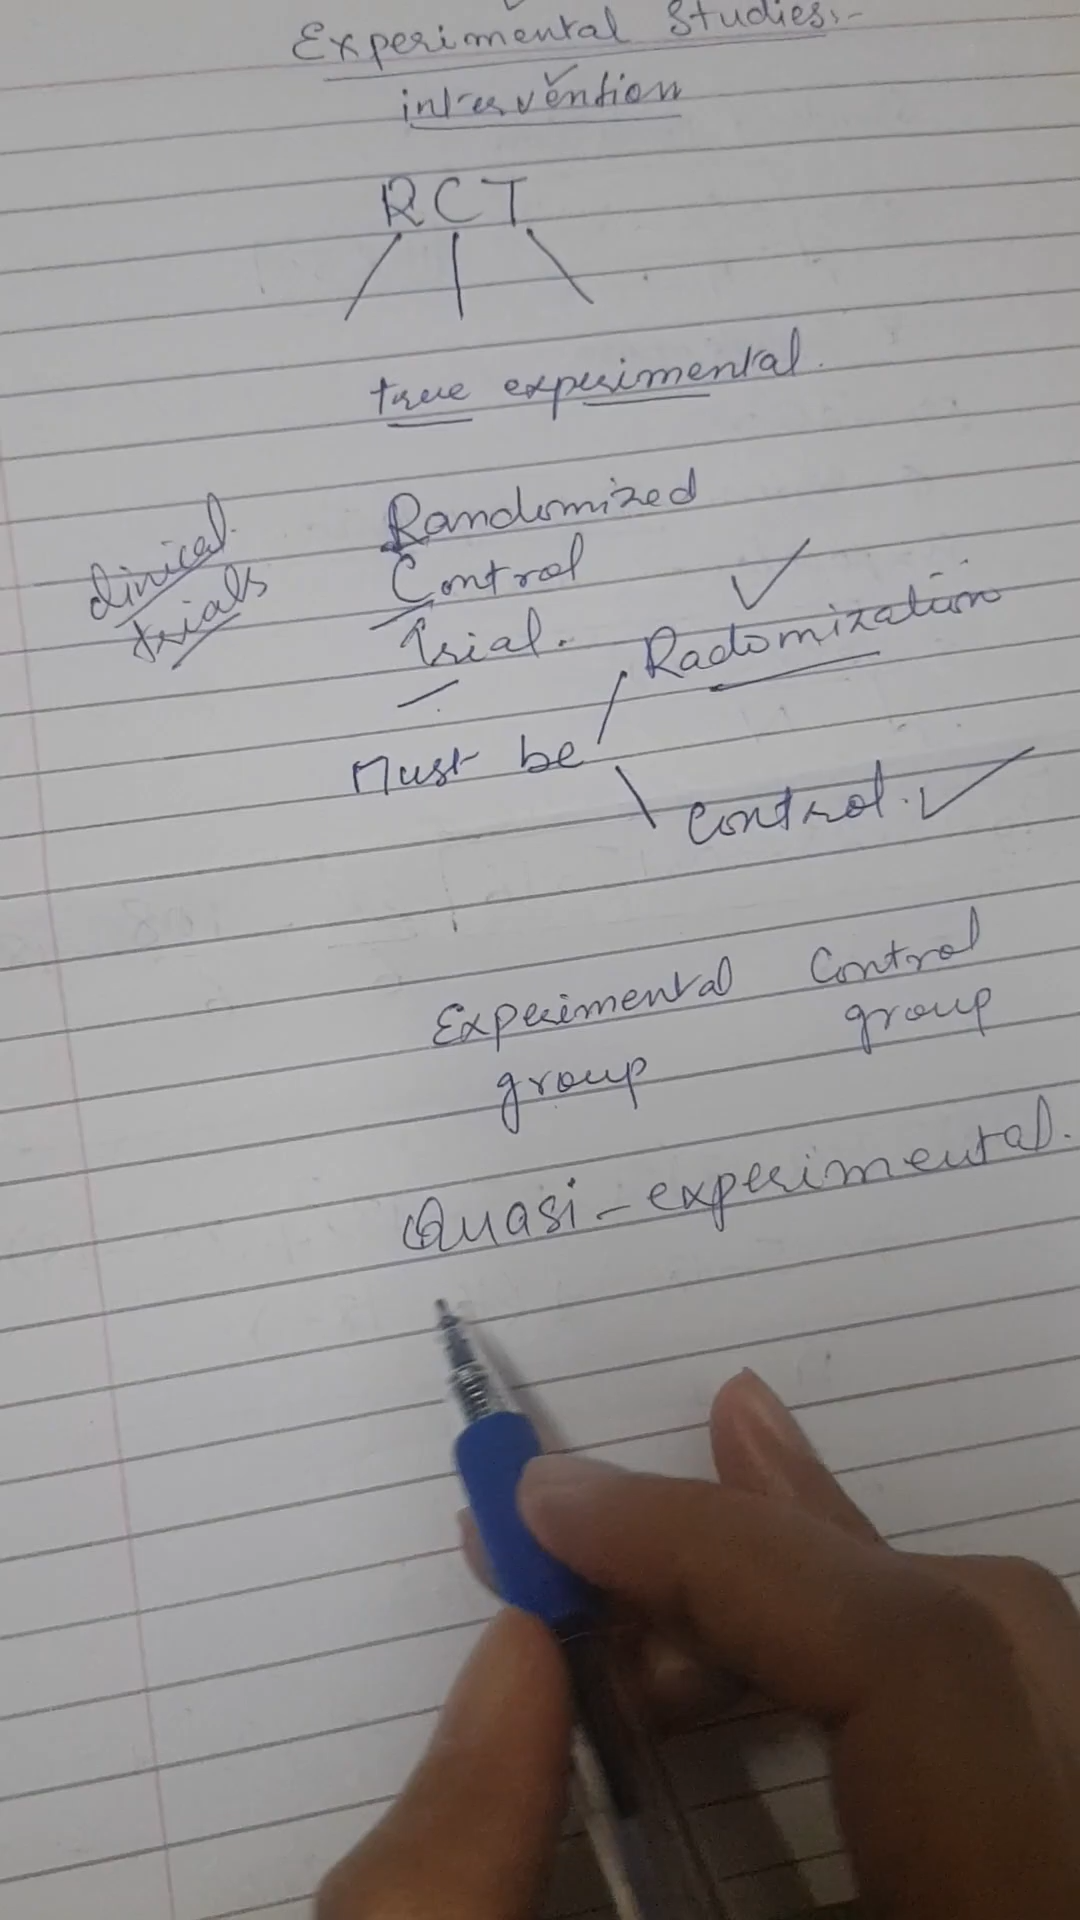 Experimental Studies:-
intervention
RCT
true experimental.
clinical
trials
Randomized
Control
Trial.
Must be
Radomization
control.
Experimental
group
Control
group
Quasi-experimental.